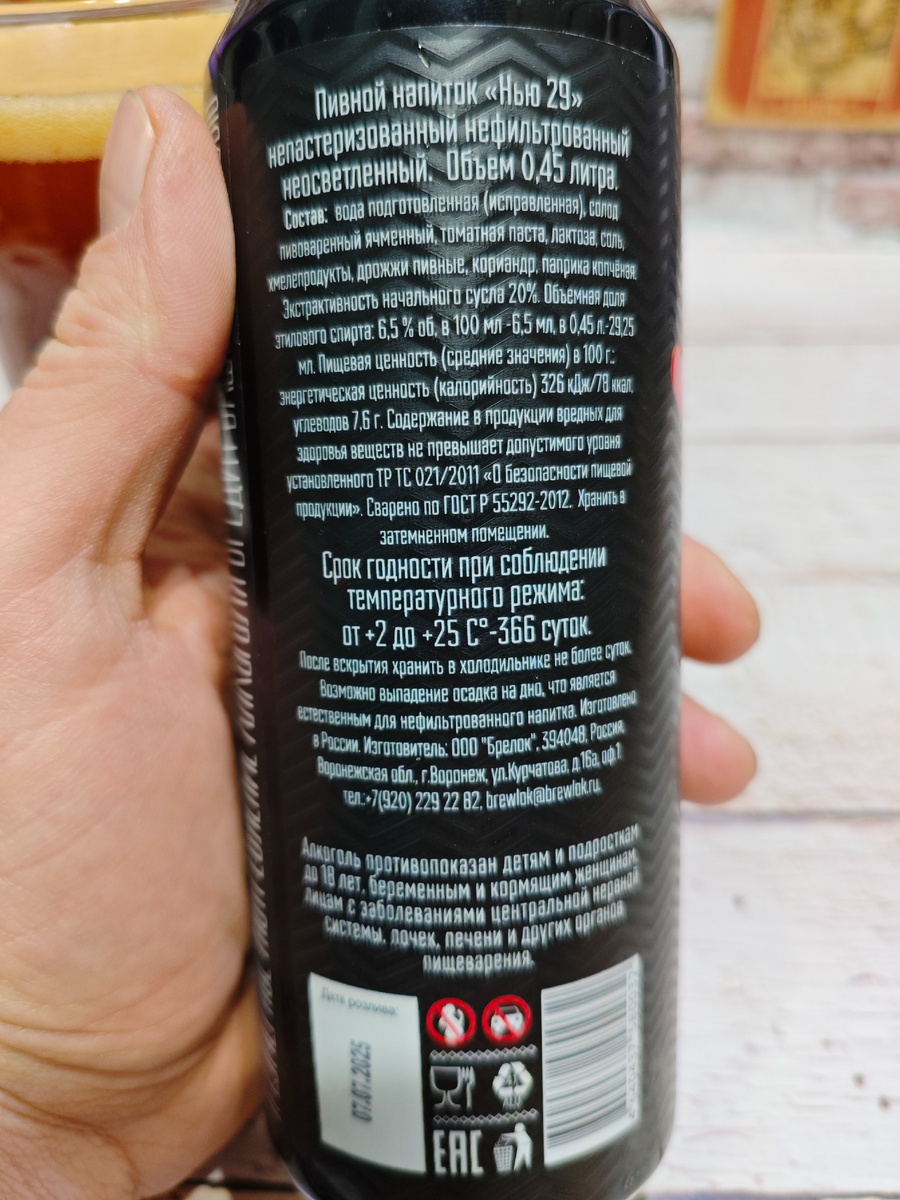 Пивной напиток «Нью 29»
непастеризованный нефильтрованный
неосветленный. Объем 0,45 литра.
Состав: вода подготовленная (исправленная), солод
пивоваренный ячменный, томатная паста, лактоза, соль,
хмелепродукты, дрожжи пивные, кориандр, паприка копчёная.
Экстрактивность начального сусла 20%. Объёмная доля
этилового спирта: 6,5 % об, в 100 мл -6,5 мл, в 0,45 л.-29,25
мл. Пищевая ценность (средние значения) в 100 г.:
энергетическая ценность (калорийность) 326 кДж/78 ккал,
углеводов 7,6 г. Содержание в продукции вредных для
здоровья веществ не превышает допустимого уровня
установленного ТР ТС 021/2011 «О безопасности пищевой
продукции». Сварено по ГОСТ Р 55292-2012. Хранить в
затемненном помещении.
Срок годности при соблюдении
температурного режима:
от +2 до +25 С°-366 суток.
После вскрытия хранить в холодильнике не более суток.
Возможно выпадение осадка на дно, что является
естественным для нефильтрованного напитка. Изготовлено
в России. Изготовитель: ООО "Брелок", 394048, Россия,
Воронежская обл., г.Воронеж, ул.Курчатова, д.16а, оф.1
тел.:+7(920) 229 22 82. brewlok@brewlok.ru.
Алкоголь противопоказан детям и подросткам
до 18 лет, беременным и кормящим женщинам,
лицам с заболеваниями центральной нервной
системы, почек, печени и других органов
пищеварения.
Дата розлива:
07.07.2025
ALU
EAC